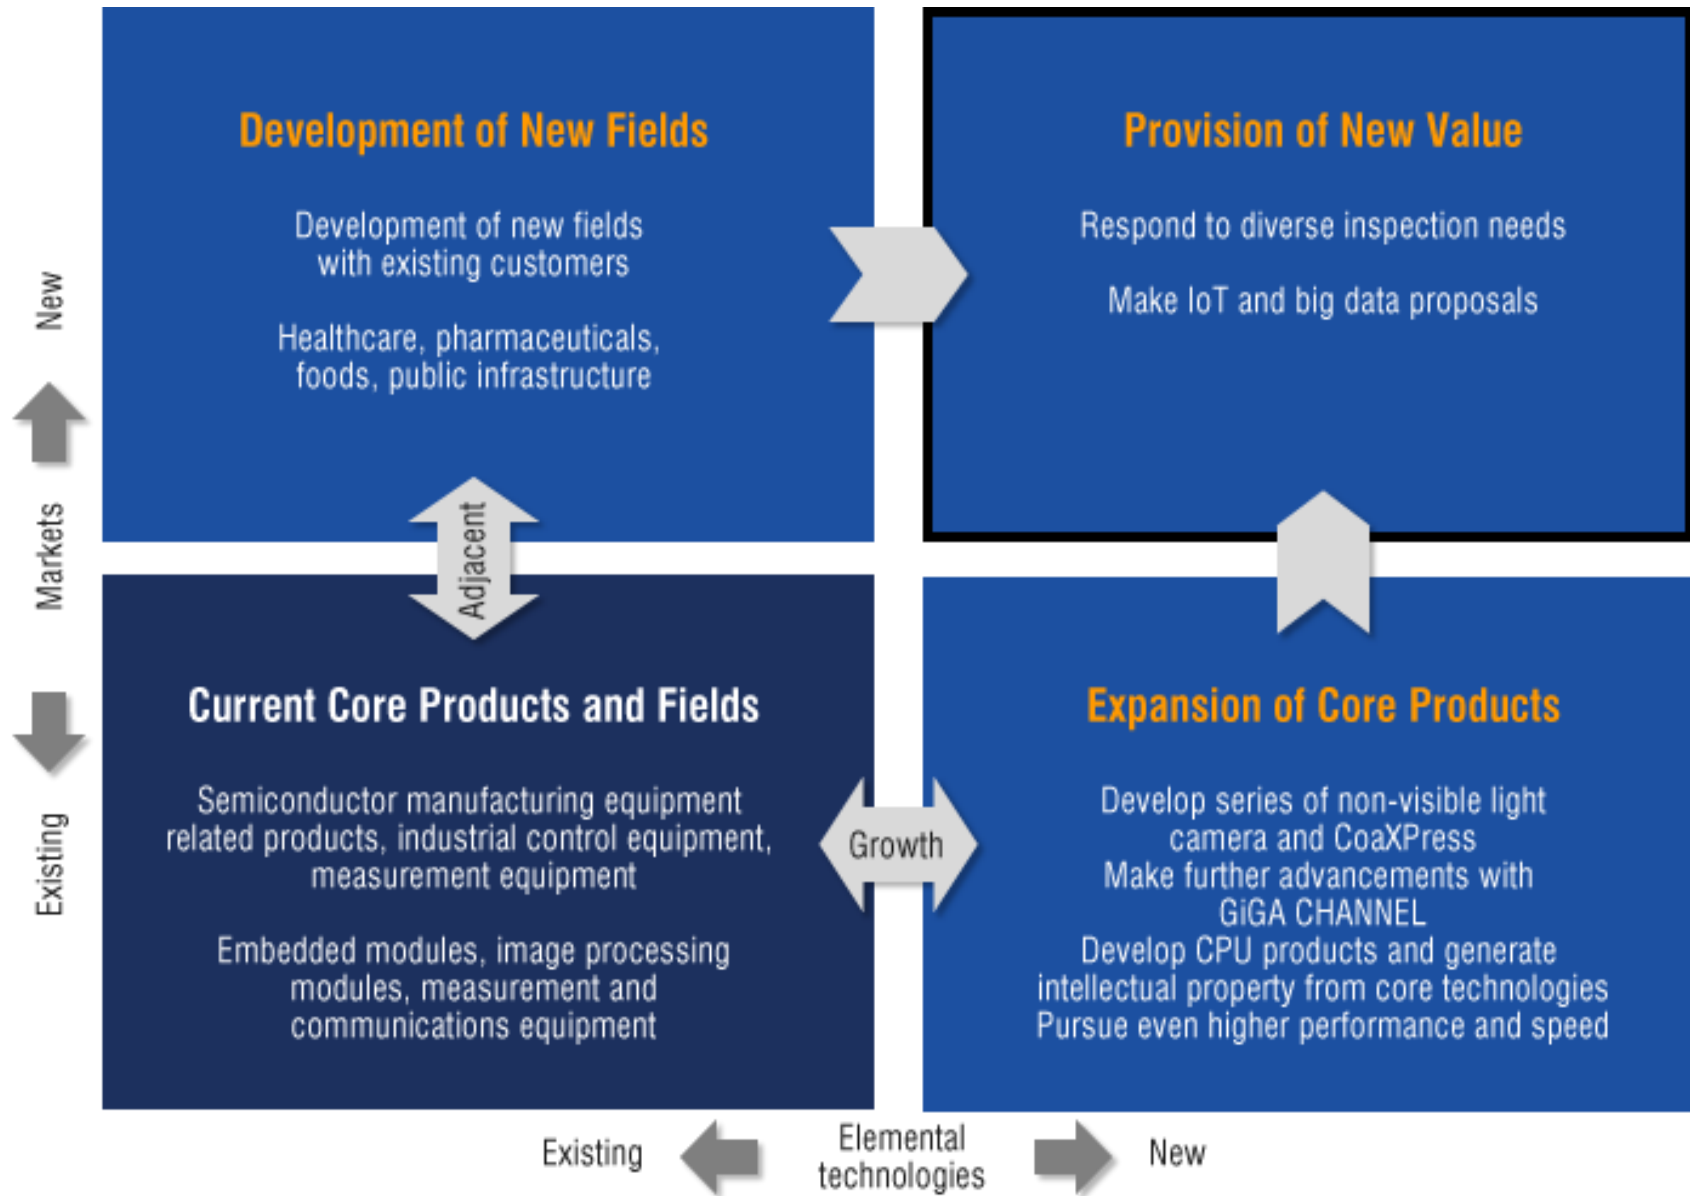 Development of New Fields
Development of new fields
with existing customers
Healthcare, pharmaceuticals,
foods, public infrastructure
Provision of New Value
Respond to diverse inspection needs
Make IoT and big data proposals
New
Markets
Existing
Adjacent
Current Core Products and Fields
Semiconductor manufacturing equipment
related products, industrial control equipment,
measurement equipment
Embedded modules, image processing
modules, measurement and
communications equipment
Growth
Expansion of Core Products
Develop series of non-visible light
camera and CoaXPress
Make further advancements with
GiGA CHANNEL
Develop CPU products and generate
intellectual property from core technologies
Pursue even higher performance and speed
Existing
Elemental
technologies
New